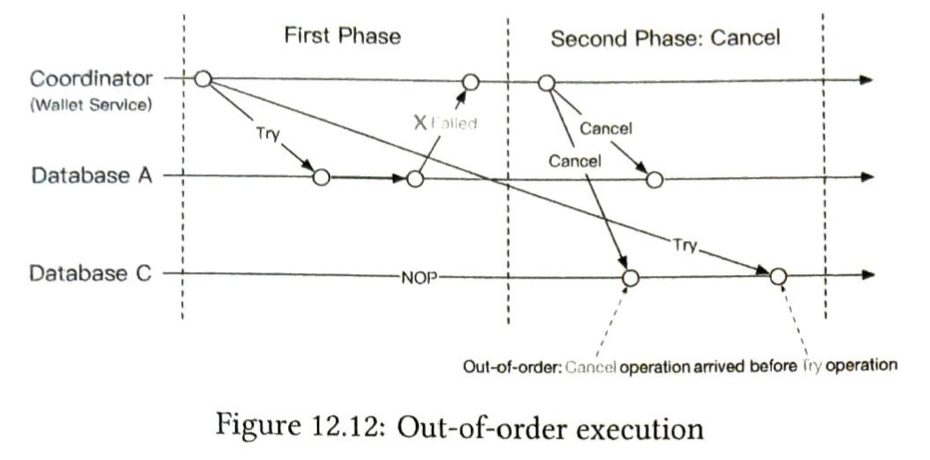 First Phase
Second Phase: Cancel
Coordinator
(Wallet Service)
Try
X Failed
Cancel
Cancel
Database A
Try
Database C
NOP
Out-of-order: Cancel operation arrived before Try operation
Figure 12.12: Out-of-order execution